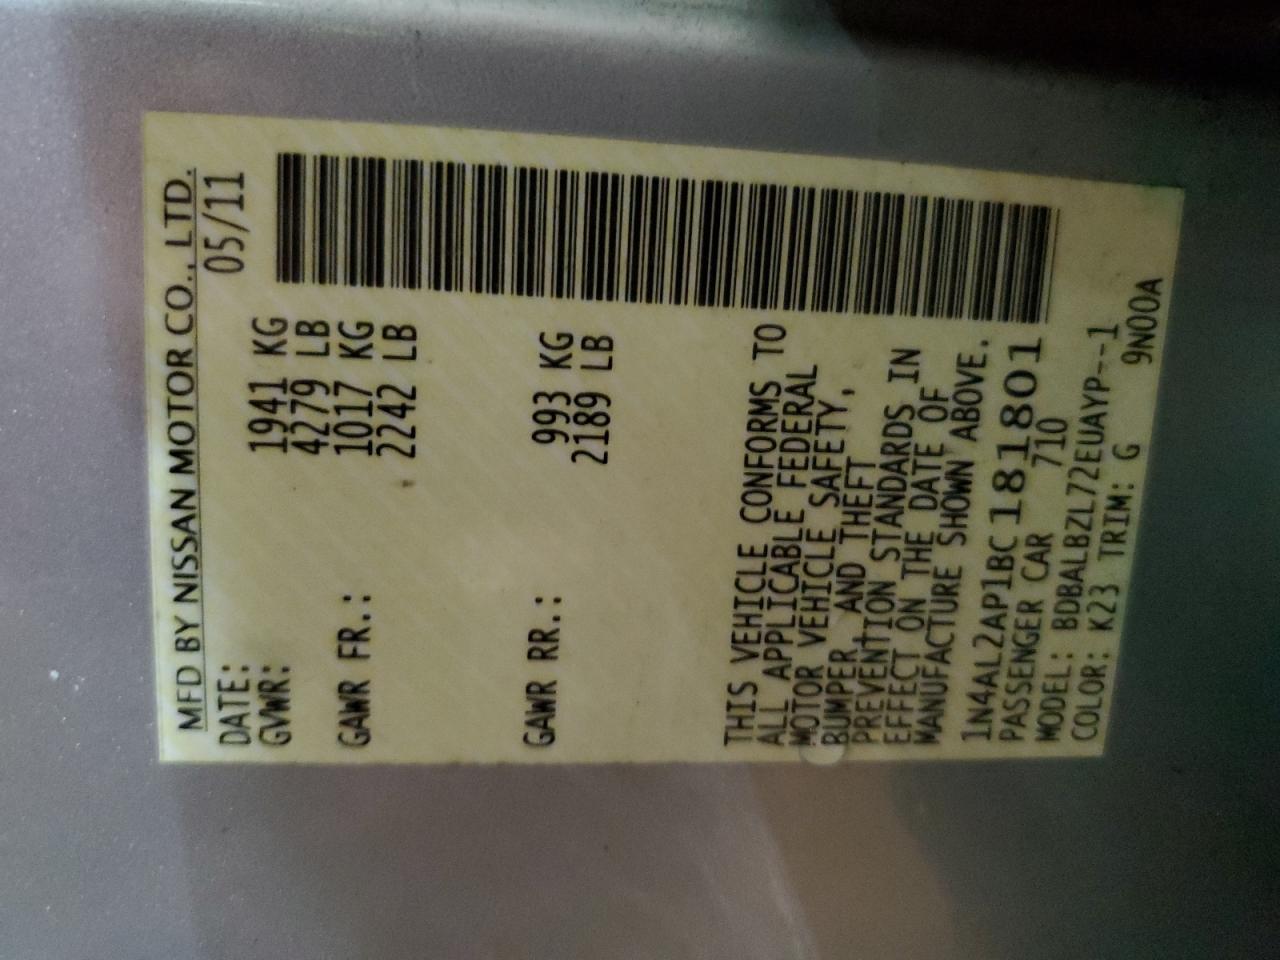 MFD BY NISSAN MOTOR CO., LTD.
DATE: 05/11
GVWR: 1941 KG
4279 LB
GAWR FR.: 1017 KG
2242 LB
GAWR RR.: 993 KG
2189 LB
THIS VEHICLE CONFORMS TO
ALL APPLICABLE FEDERAL
MOTOR VEHICLE SAFETY,
BUMPER, AND THEFT
PREVENTION STANDARDS IN
EFFECT ON THE DATE OF
MANUFACTURE SHOWN ABOVE.
1N4AL2AP1BC181801
PASSENGER CAR 710
MODEL: BDBALBZL72EUAYP--1
COLOR: K23 TRIM: G 9N00A